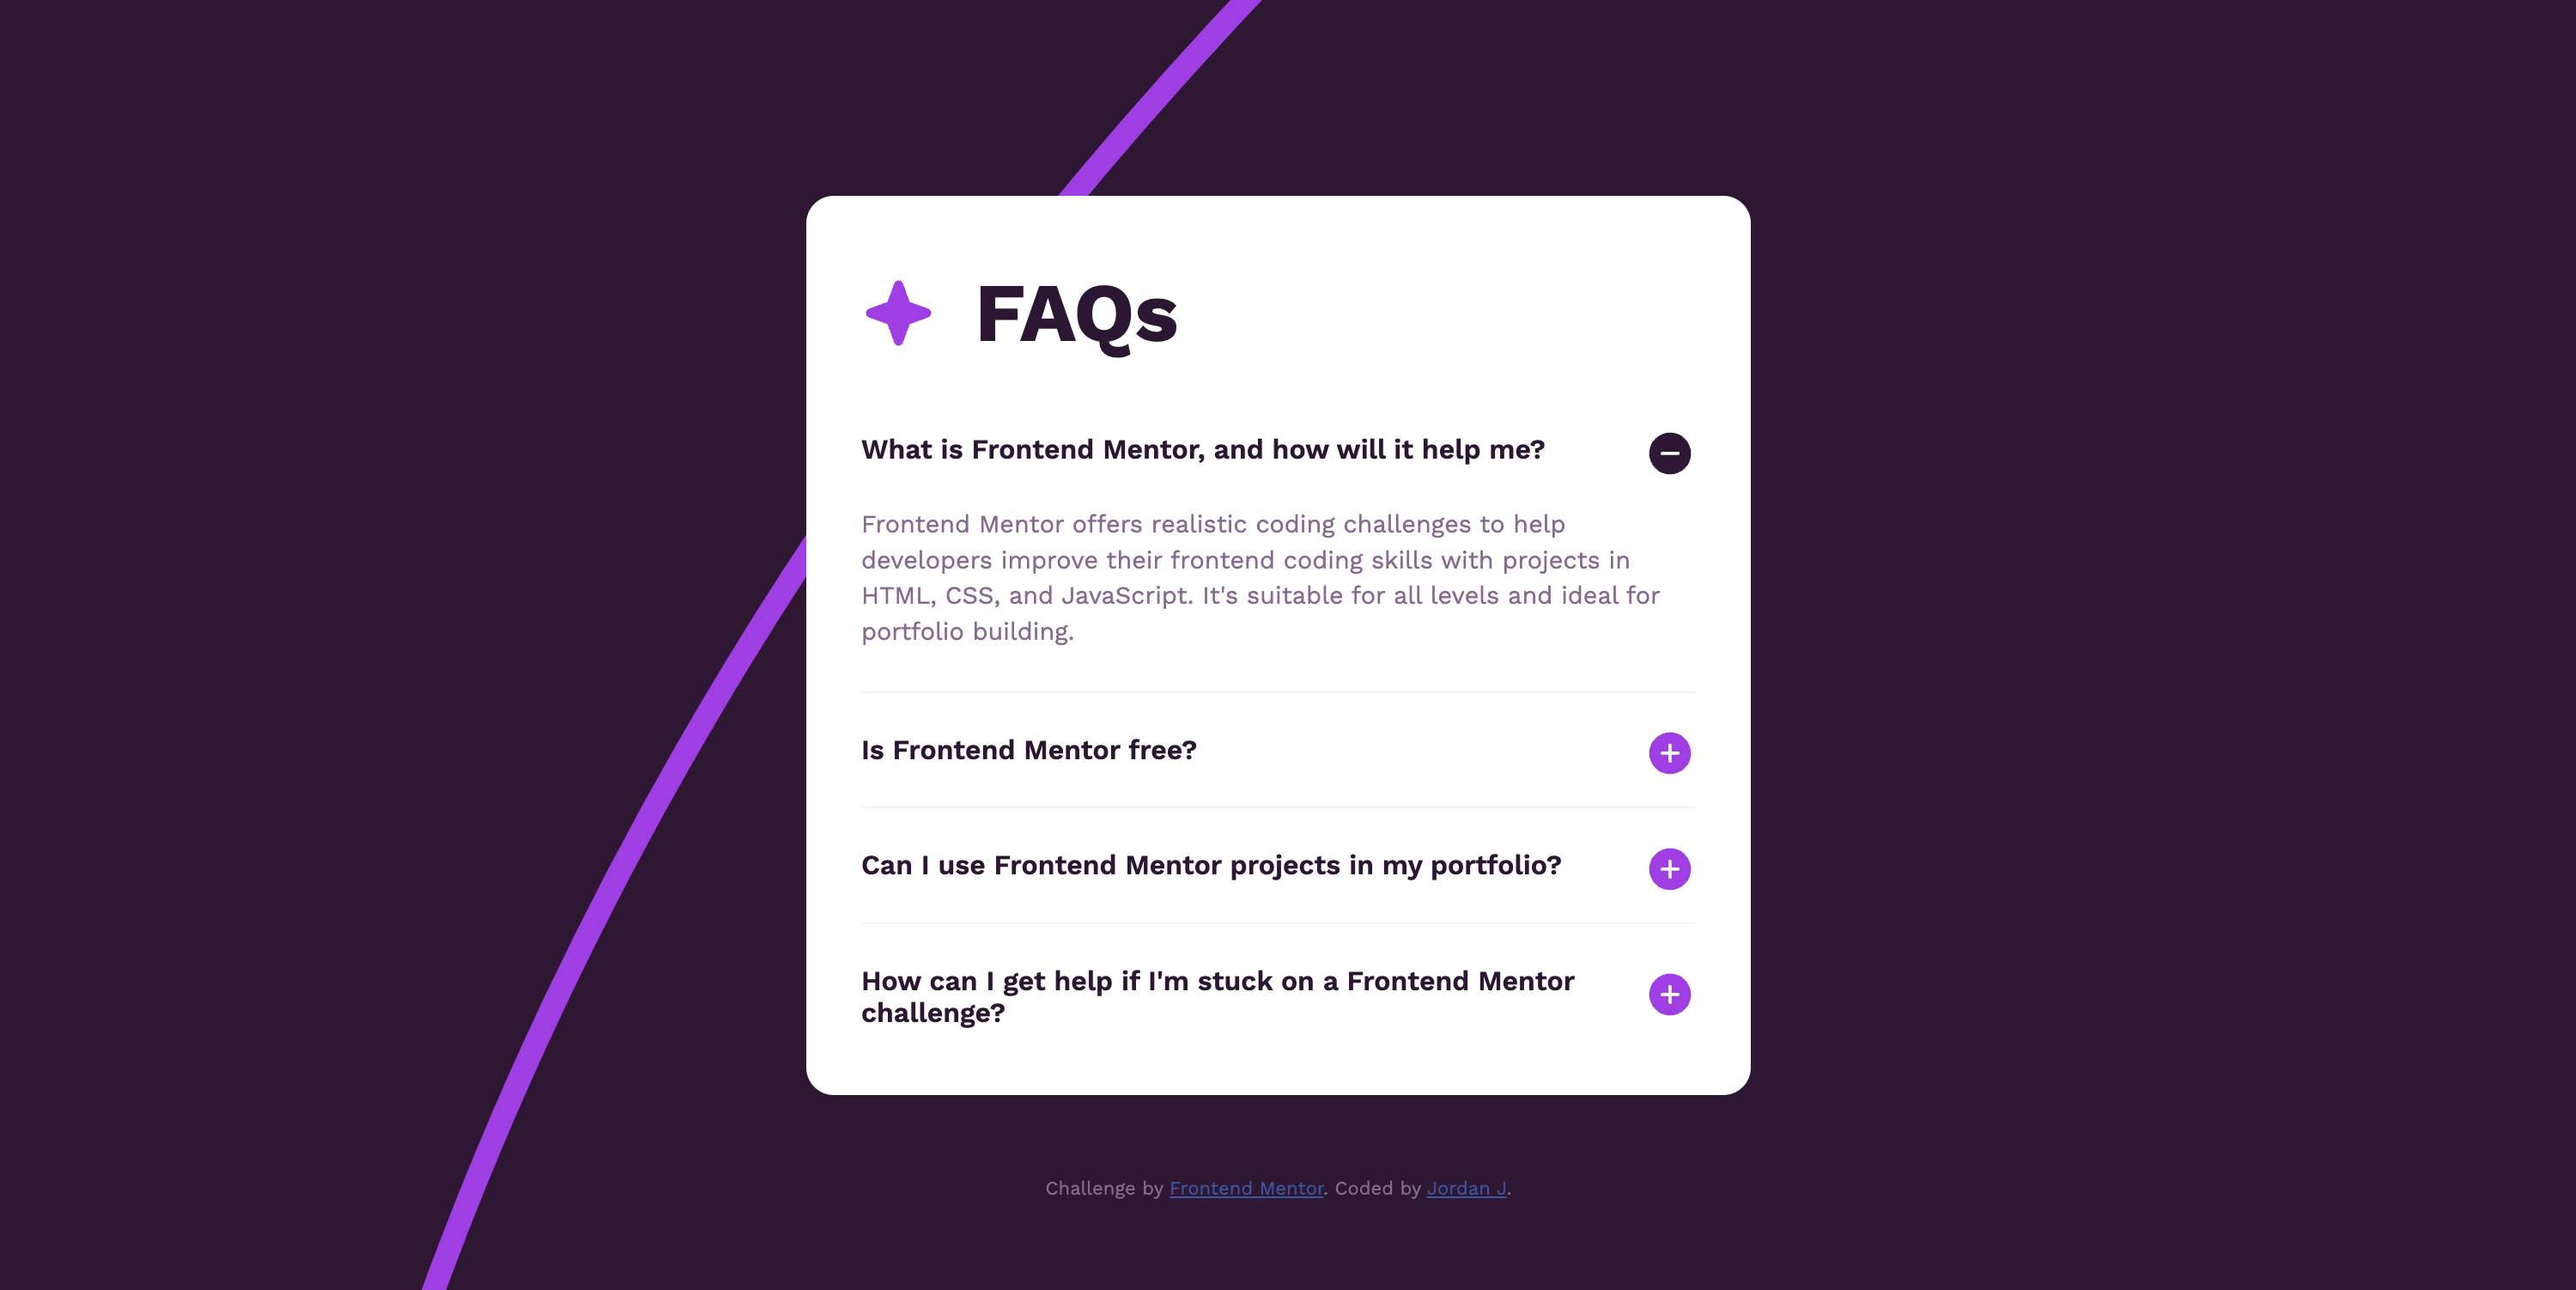 FAQs
What is Frontend Mentor, and how will it help me?
Frontend Mentor offers realistic coding challenges to help
developers improve their frontend coding skills with projects in
HTML, CSS, and JavaScript. It's suitable for all levels and ideal for
portfolio building.
Is Frontend Mentor free?
Can I use Frontend Mentor projects in my portfolio?
How can I get help if I'm stuck on a Frontend Mentor
challenge?
Challenge by Frontend Mentor. Coded by Jordan J.